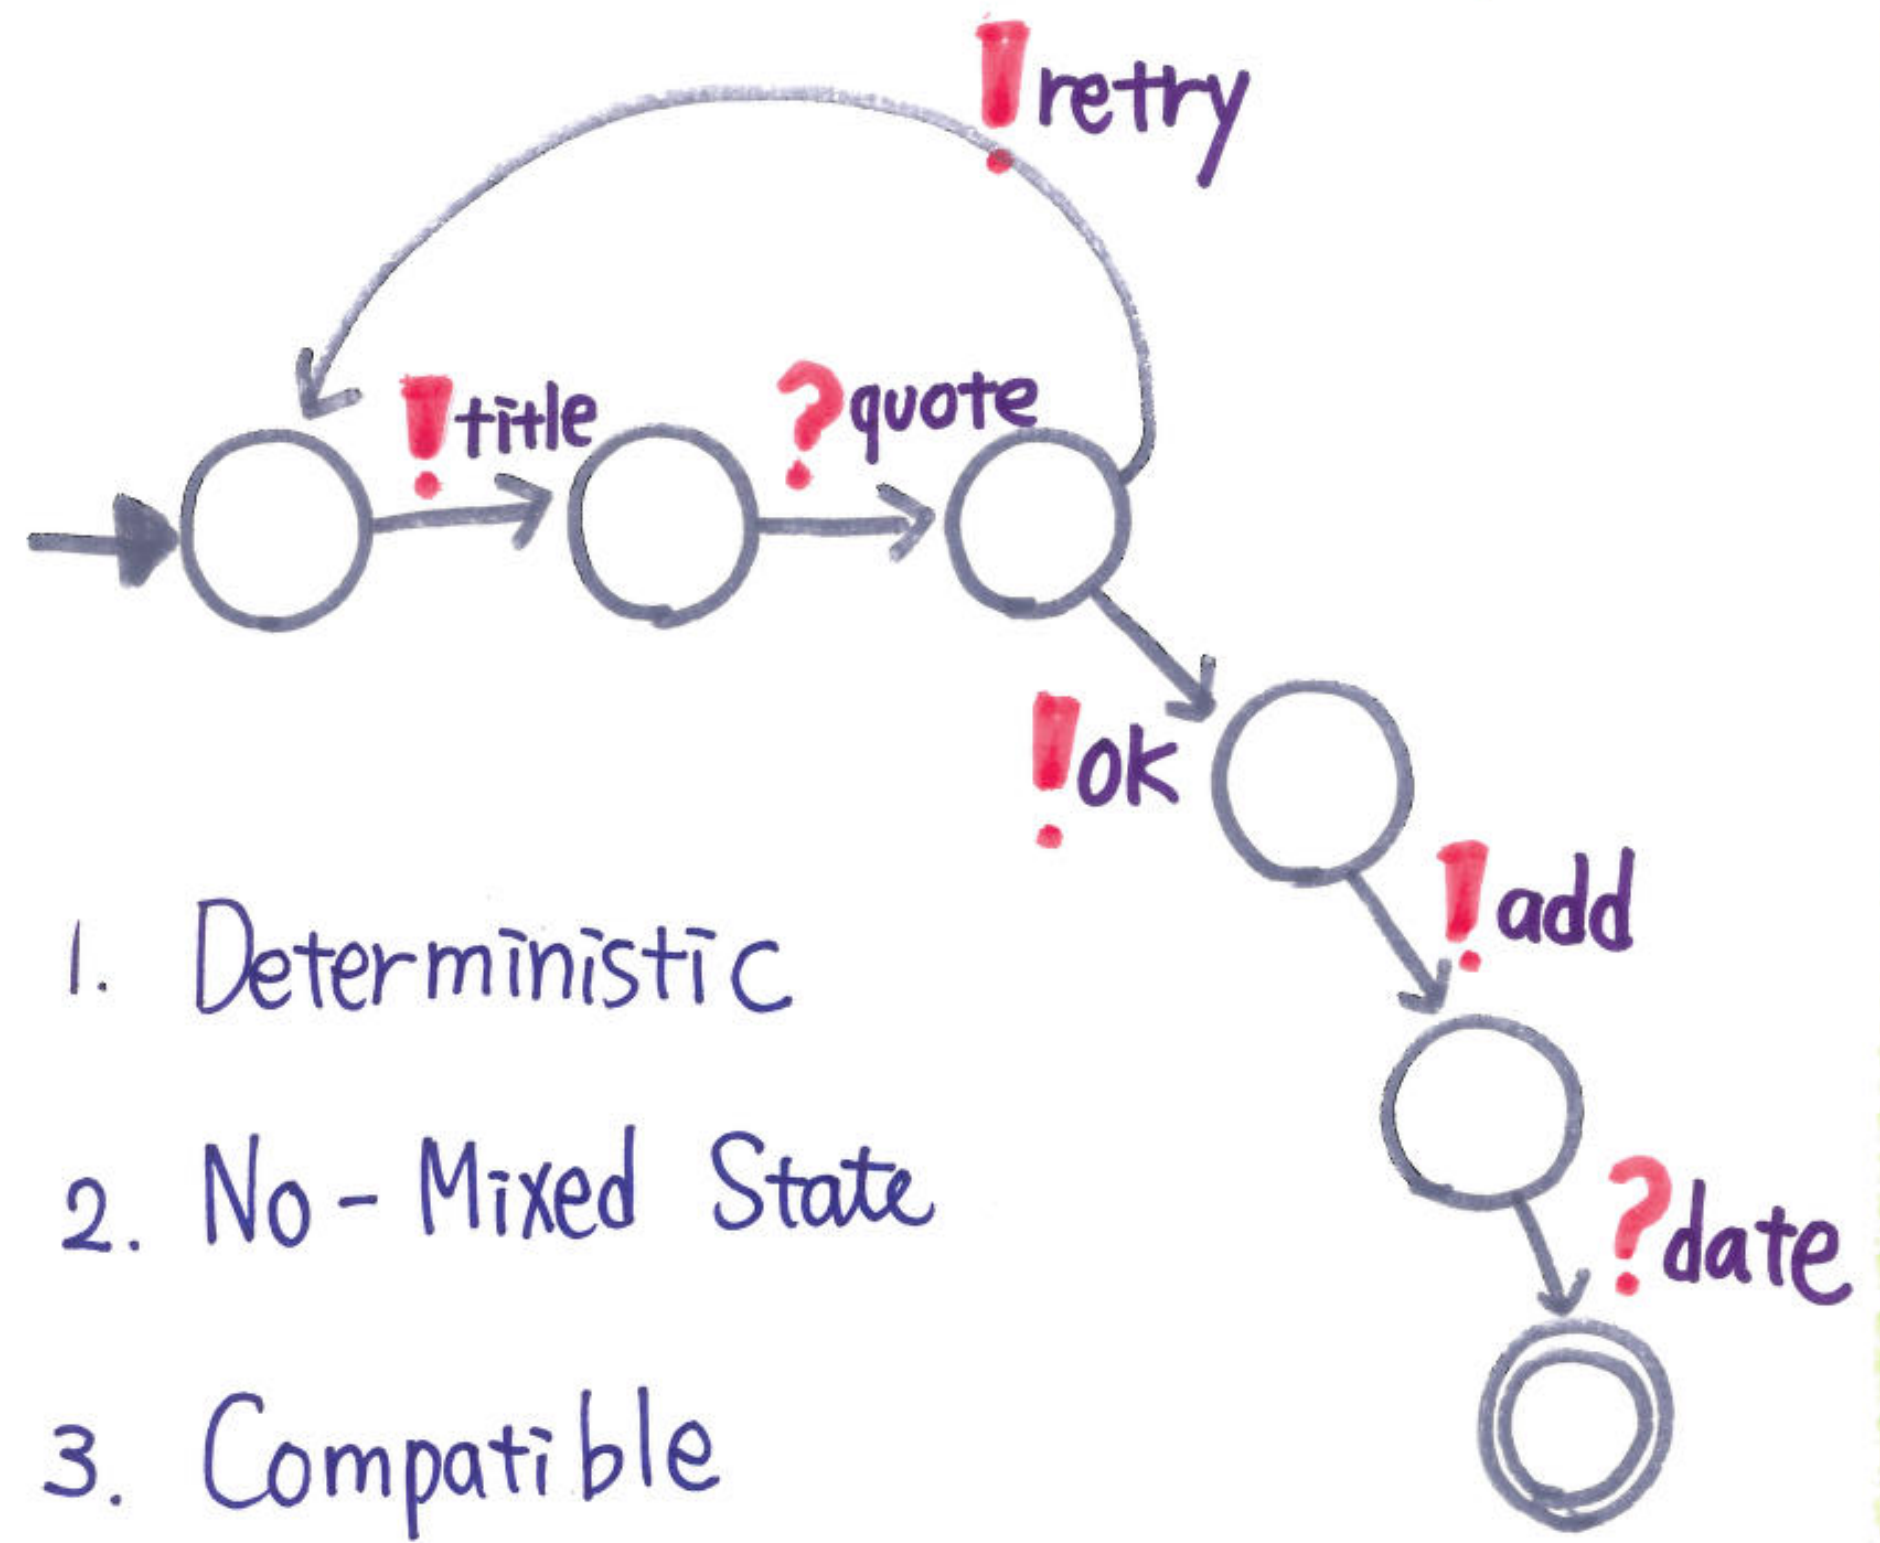 !retry
!title
?quote
!ok
!add
1. Deterministic
2. No-Mixed State
?date
3. Compatible